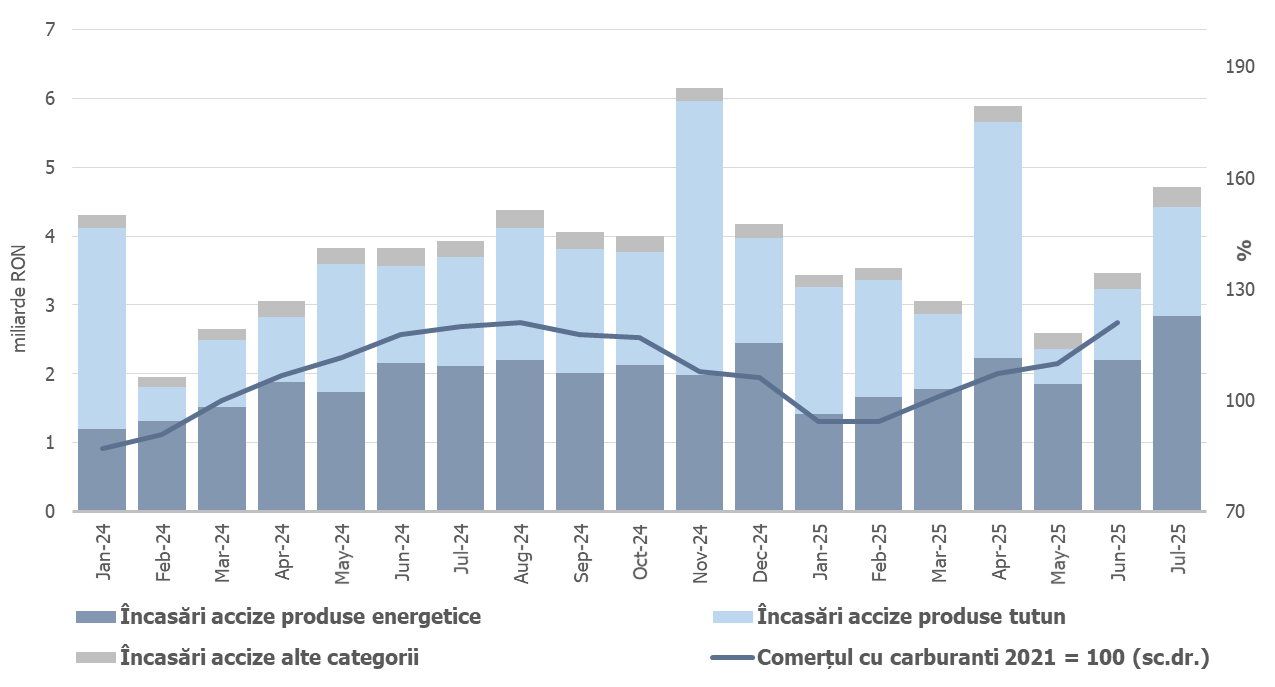 7
6
5
4
3
2
1
0
miliarde RON
190
160
130
100
70
%
Jan-24
Feb-24
Mar-24
Apr-24
May-24
Jun-24
Jul-24
Aug-24
Sep-24
Oct-24
Nov-24
Dec-24
Jan-25
Feb-25
Mar-25
Apr-25
May-25
Jun-25
Jul-25
Încasări accize produse energetice
Încasări accize produse tutun
Încasări accize alte categorii
Comerțul cu carburanti 2021 = 100 (sc.dr.)